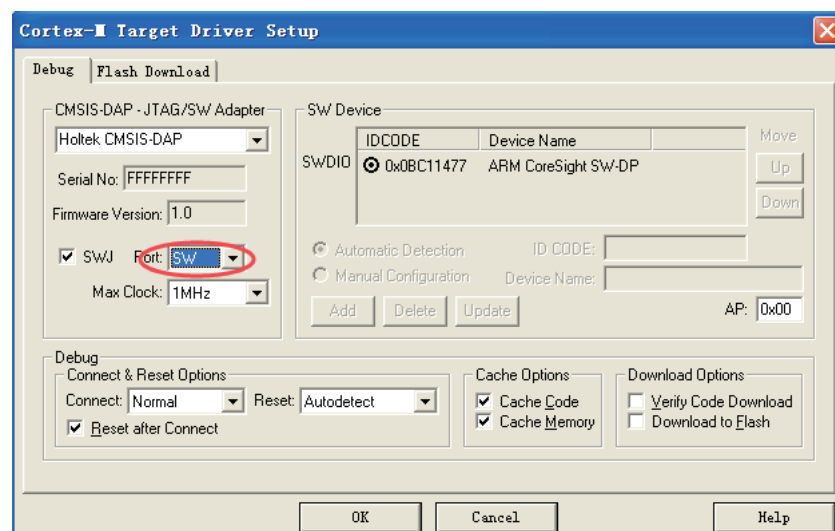 Cortex-M Target Driver Setup
Debug Flash Download
CMSIS-DAP - JTAG/SW Adapter
Holtek CMSIS-DAP
Serial No: FFFFFFFF
Firmware Version: 1.0
SWJ Port: SW
Max Clock: 1MHz
SW Device
IDCODE Device Name Move
SWDIO 0x0BC11477 ARM CoreSight SW-DP Up
Down
Automatic Detection ID CODE:
Manual Configuration Device Name:
Add Delete Update AP: 0x00
Debug
Connect & Reset Options
Connect: Normal Reset: Autodetect
Reset after Connect
Cache Options
Cache Code
Cache Memory
Download Options
Verify Code Download
Download to Flash
OK Cancel Help